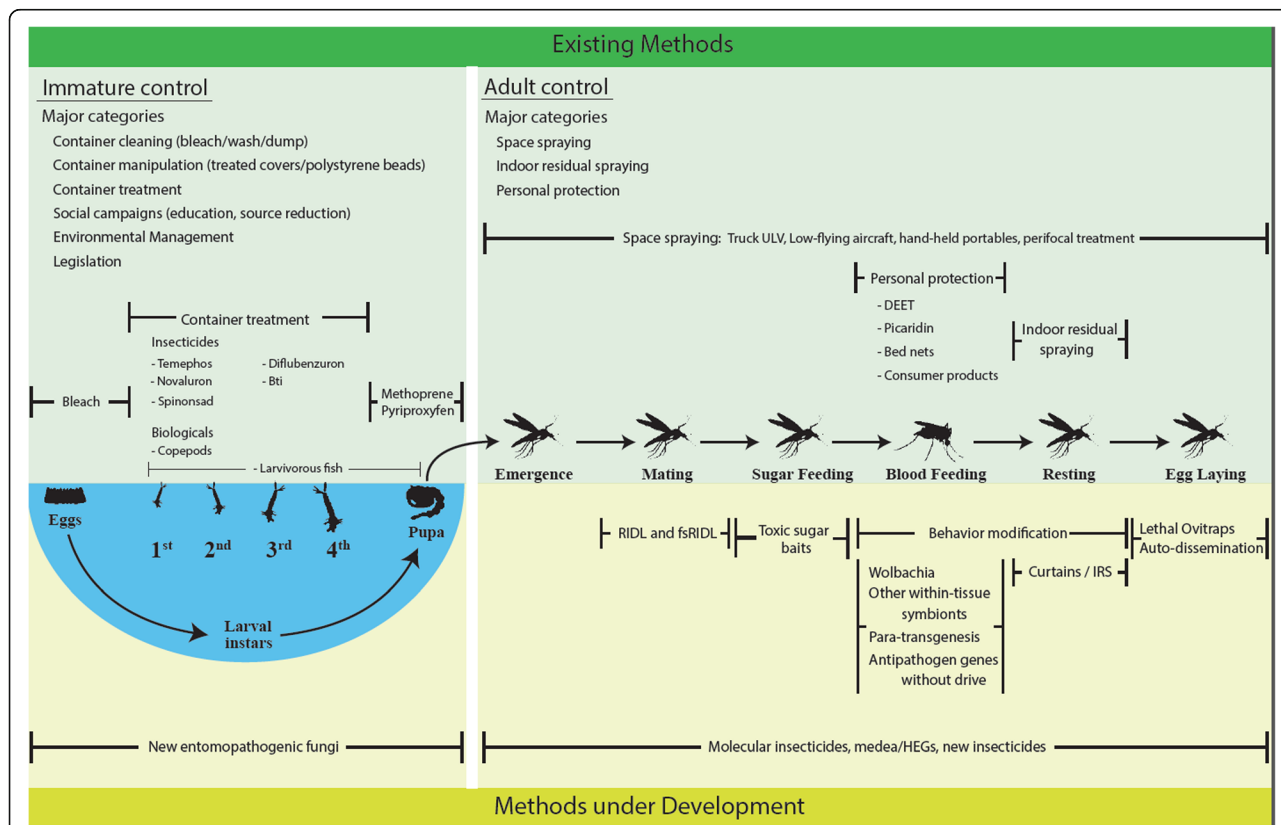 Existing Methods
Immature control
Major categories
Container cleaning (bleach/wash/dump)
Container manipulation (treated covers/polystyrene beads)
Container treatment
Social campaigns (education, source reduction)
Environmental Management
Legislation
Container treatment
Insecticides
- Temephos
- Novaluron
- Spinonsad
- Diflubenzuron
- Bti
Biologicals
- Copepods
- Larvivorous fish
Bleach
Methoprene
Pyriproxyfen
Eggs
1st
2nd
3rd
4th
Pupa
Larval
instars
New entomopathogenic fungi
Adult control
Major categories
Space spraying
Indoor residual spraying
Personal protection
Space spraying: Truck ULV, Low-flying aircraft, hand-held portables, perifocal treatment
Personal protection
- DEET
- Picaridin
- Bed nets
- Consumer products
Indoor residual
spraying
Emergence
Mating
Sugar Feeding
Blood Feeding
Resting
Egg Laying
RIDL and fsRIDL
Toxic sugar
baits
Behavior modification
Lethal Ovitraps
Auto-dissemination
Wolbachia
Other within-tissue
symbionts
Para-transgenesis
Antipathogen genes
without drive
Curtains / IRS
Molecular insecticides, medea/HEGs, new insecticides
Methods under Development